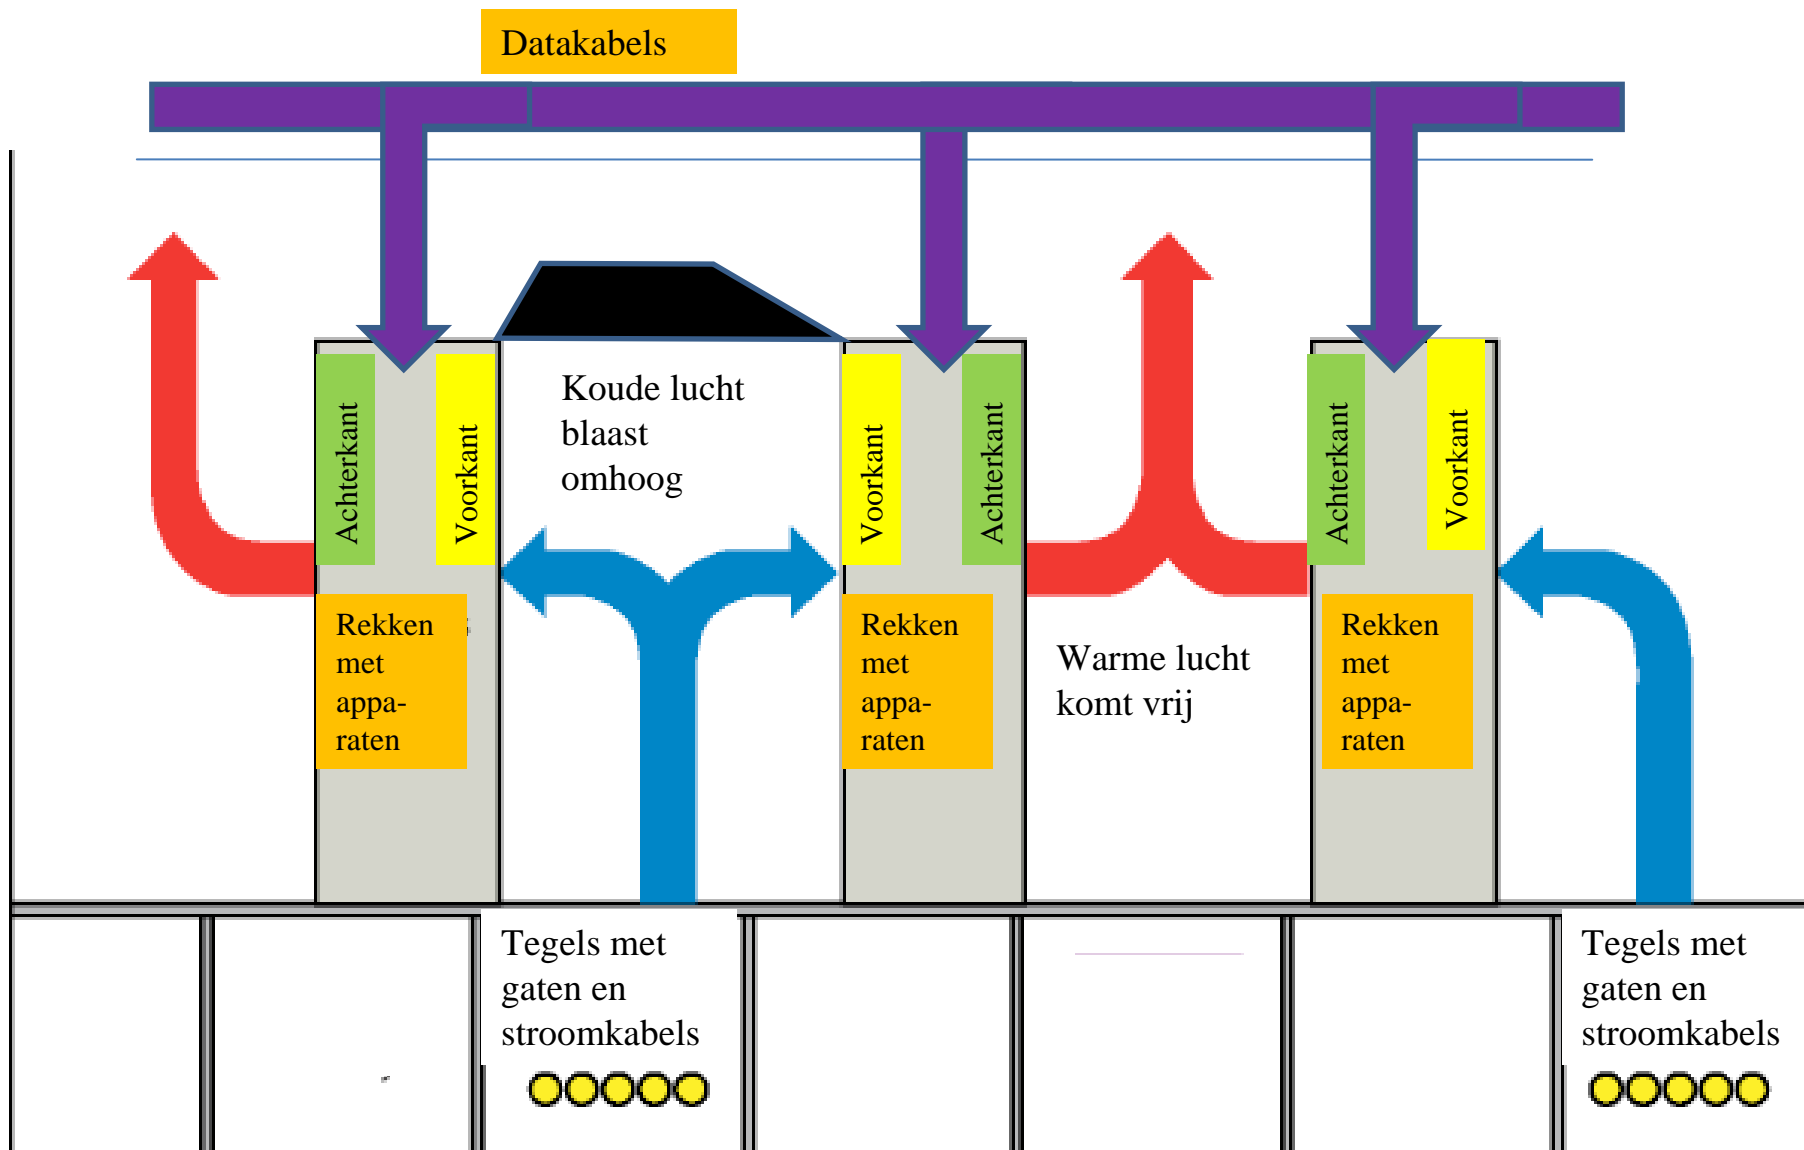 Datakabels
Achterkant
Voorkant
Koude lucht
blaast
omhoog
Voorkant
Achterkant
Achterkant
Voorkant
Rekken
met
appa-
raten
Rekken
met
appa-
raten
Warme lucht
komt vrij
Rekken
met
appa-
raten
Tegels met
gaten en
stroomkabels
Tegels met
gaten en
stroomkabels